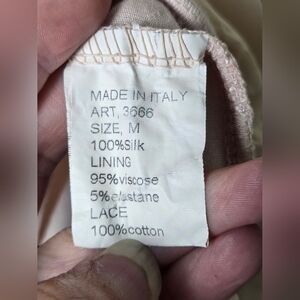 MADE IN ITALY
ART, 3666
SIZE, M
100%Silk
LINING
95%viscose
5%elastane
LACE
100%cotton